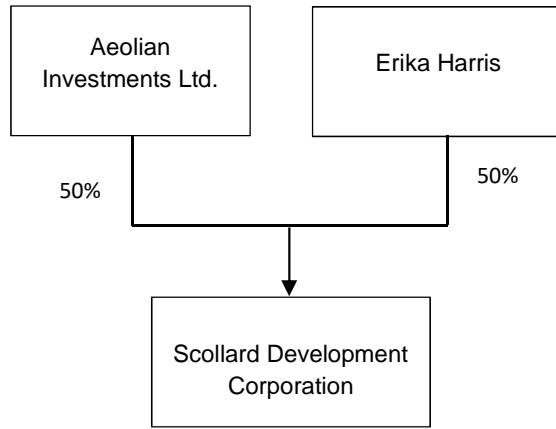 Aeolian
Investments Ltd.
Erika Harris
50%
50%
Scollard Development
Corporation